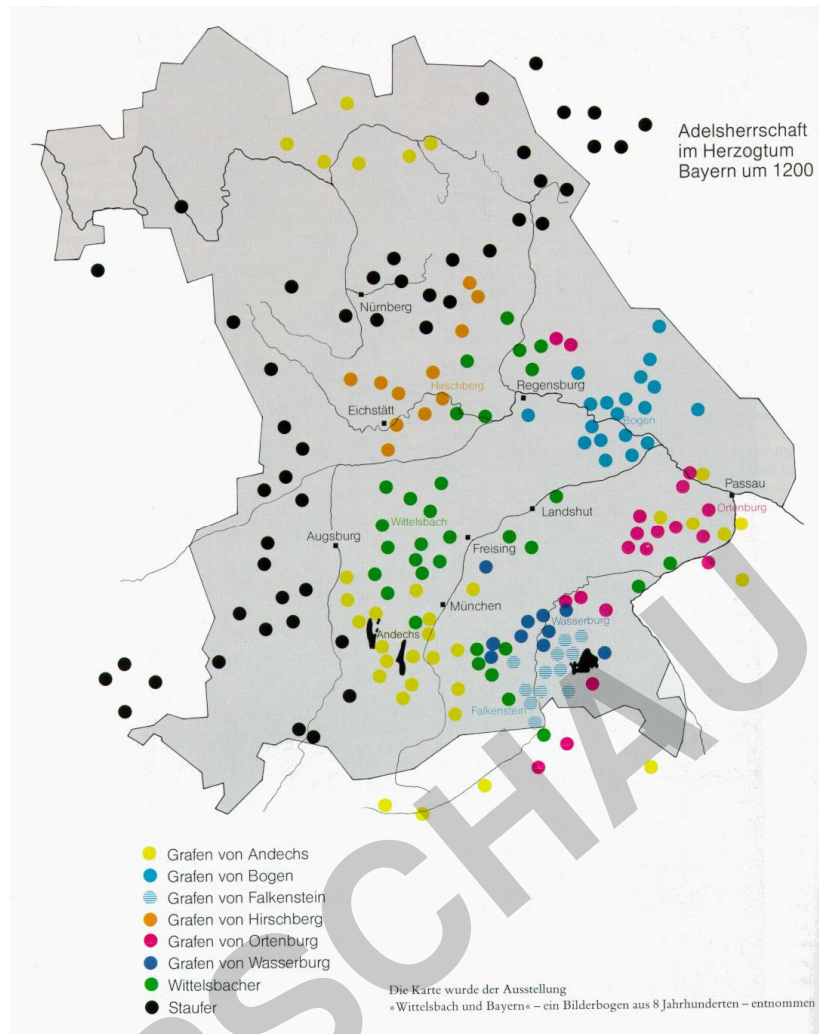 Adelsherrschaft
im Herzogtum
Bayern um 1200
Nürnberg
Hirschberg
Regensburg
Eichstätt
Bogen
Passau
Ortenburg
Landshut
Wittelsbach
Augsburg
Freising
München
Wasserburg
Andechs
Falkenstein
Grafen von Andechs
Grafen von Bogen
Grafen von Falkenstein
Grafen von Hirschberg
Grafen von Ortenburg
Grafen von Wasserburg
Wittelsbacher
Staufer
Die Karte wurde der Ausstellung
»Wittelsbach und Bayern« – ein Bilderbogen aus 8 Jahrhunderten – entnommen
RSCHAU